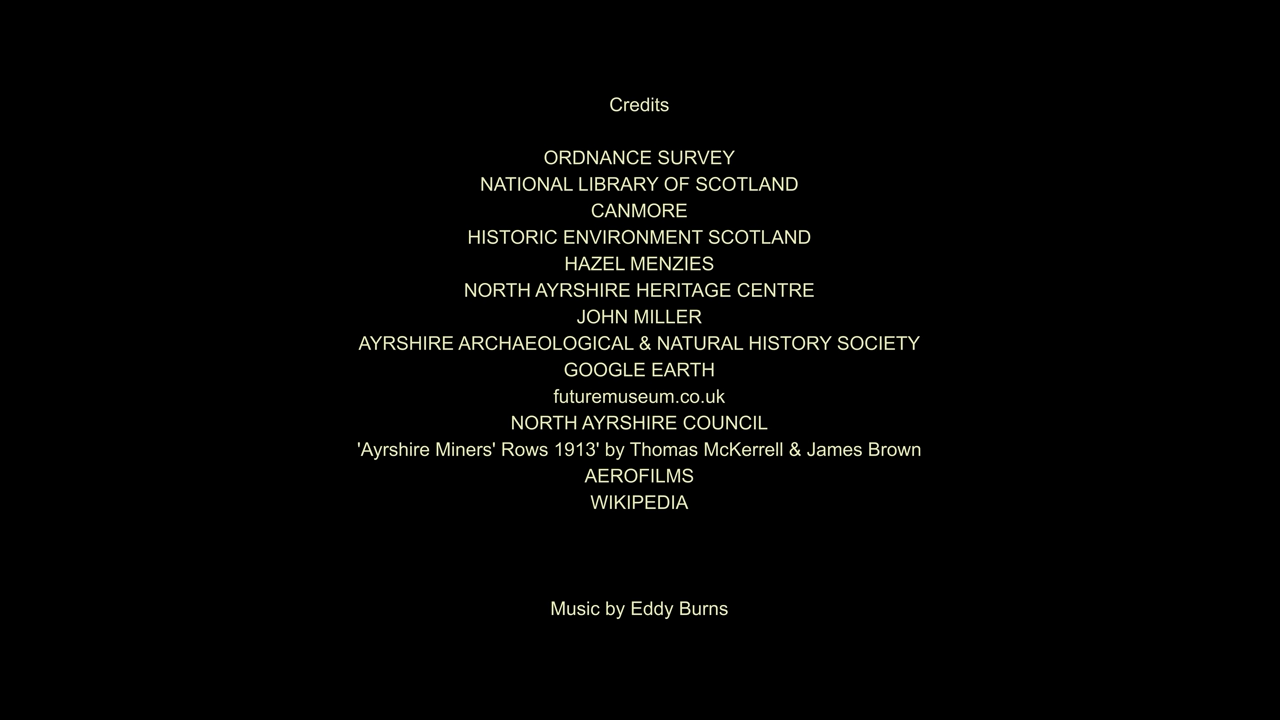 Credits
ORDNANCE SURVEY
NATIONAL LIBRARY OF SCOTLAND
CANMORE
HISTORIC ENVIRONMENT SCOTLAND
HAZEL MENZIES
NORTH AYRSHIRE HERITAGE CENTRE
JOHN MILLER
AYRSHIRE ARCHAEOLOGICAL & NATURAL HISTORY SOCIETY
GOOGLE EARTH
futuremuseum.co.uk
NORTH AYRSHIRE COUNCIL
'Ayrshire Miners' Rows 1913' by Thomas McKerrell & James Brown
AEROFILMS
WIKIPEDIA
Music by Eddy Burns